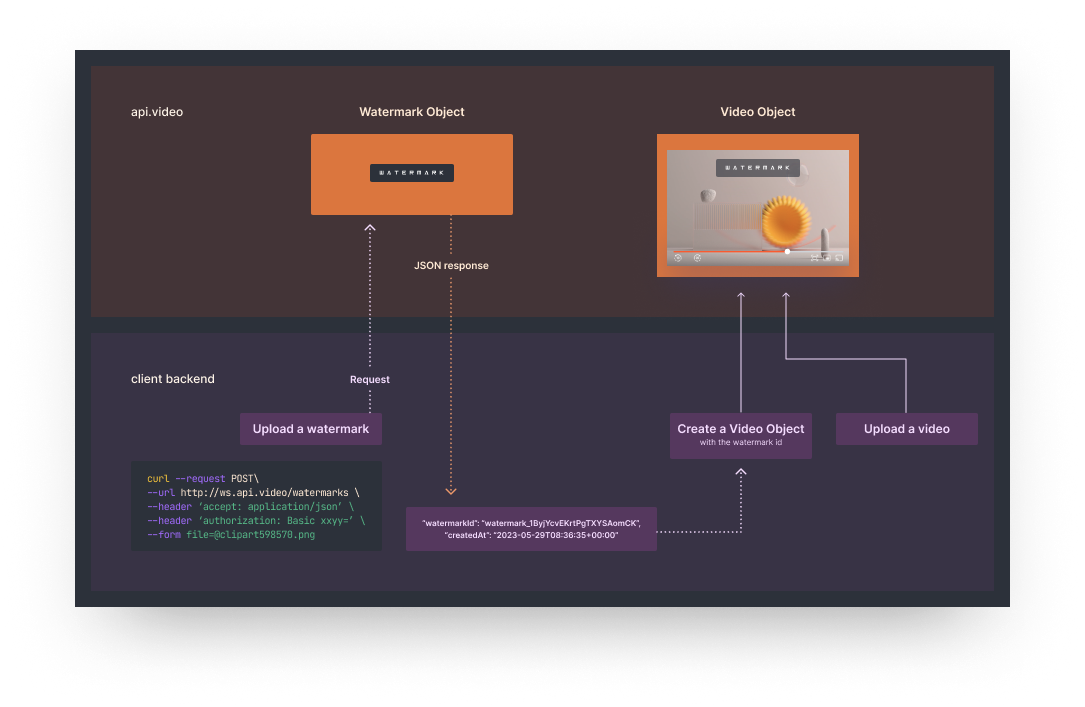 api.video
Watermark Object
Video Object
WATERMARK
WATERMARK
JSON response
client backend
Request
Upload a watermark
Create a Video Object
with the watermark id
Upload a video
curl --request POST\
--url http://ws.api.video/watermarks \
--header ‘accept: application/json’ \
--header ‘authorization: Basic xxyy=’ \
--form file=@clipart598570.png
"watermarkId": "watermark_1ByjYcvEKrtPgTXYSAomCK",
"createdAt": "2023-05-29T08:36:35+00:00"